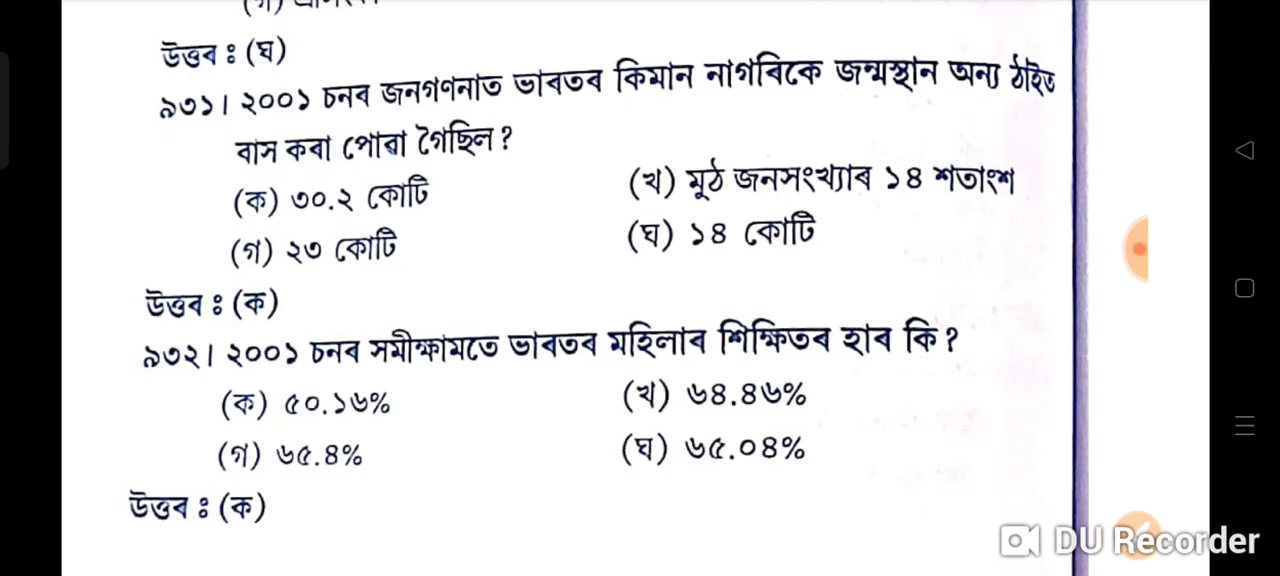 উত্তৰ ঃ (ঘ)
৯৩১। ২০০১ চনৰ জনগণনাত ভাৰতৰ কিমান নাগৰিকে জন্মস্থান অন্য ঠাইত
বাস কৰা পোৱা গৈছিল?
(ক) ৩০.২ কোটি (খ) মুঠ জনসংখ্যাৰ ১৪ শতাংশ
(গ) ২৩ কোটি (ঘ) ১৪ কোটি
উত্তৰ ঃ (ক)
৯৩২। ২০০১ চনৰ সমীক্ষামতে ভাৰতৰ মহিলাৰ শিক্ষিতৰ হাৰ কি?
(ক) ৫০.১৬% (খ) ৬৪.৪৬%
(গ) ৬৫.৪% (ঘ) ৬৫.০৪%
উত্তৰ ঃ (ক)
DU Recorder